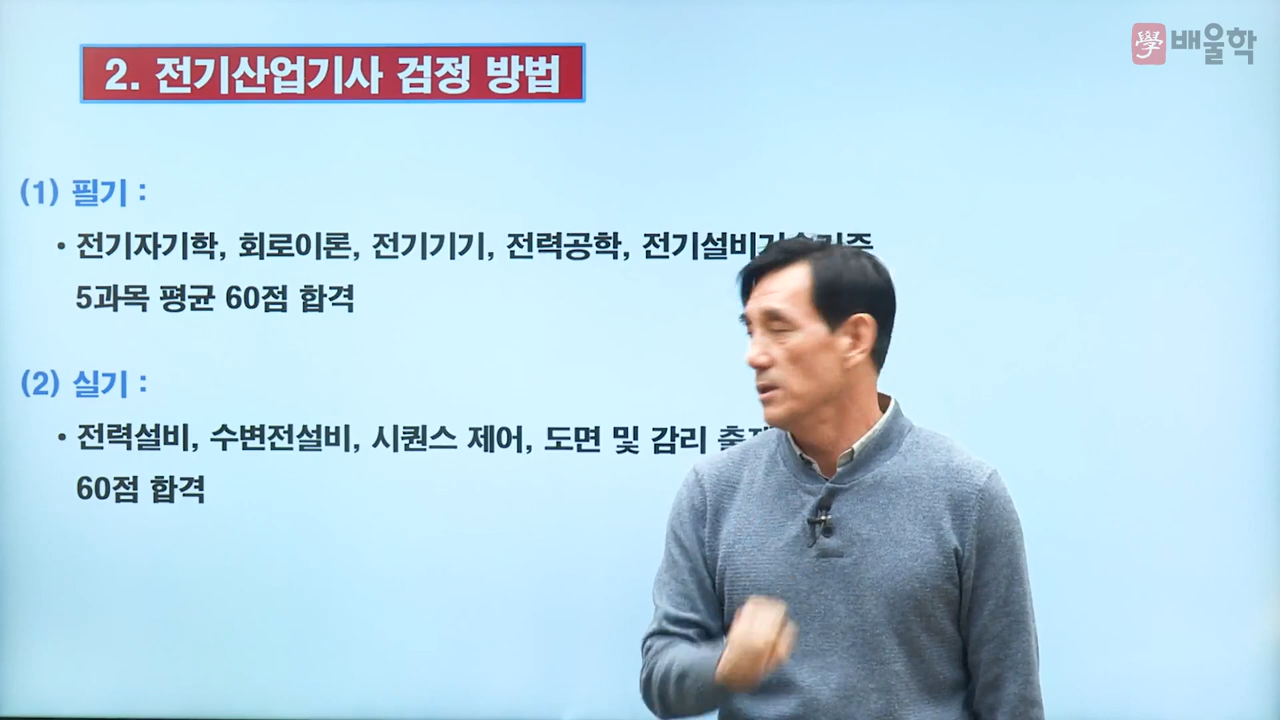 學 배울학
2. 전기산업기사 검정 방법
(1) 필기 :
• 전기자기학, 회로이론, 전기기기, 전력공학,
5과목 평균 60점 합격
(2) 실기 :
• 전력설비, 수변전설비, 시퀀스 제어, 도면 및 감리
60점 합격